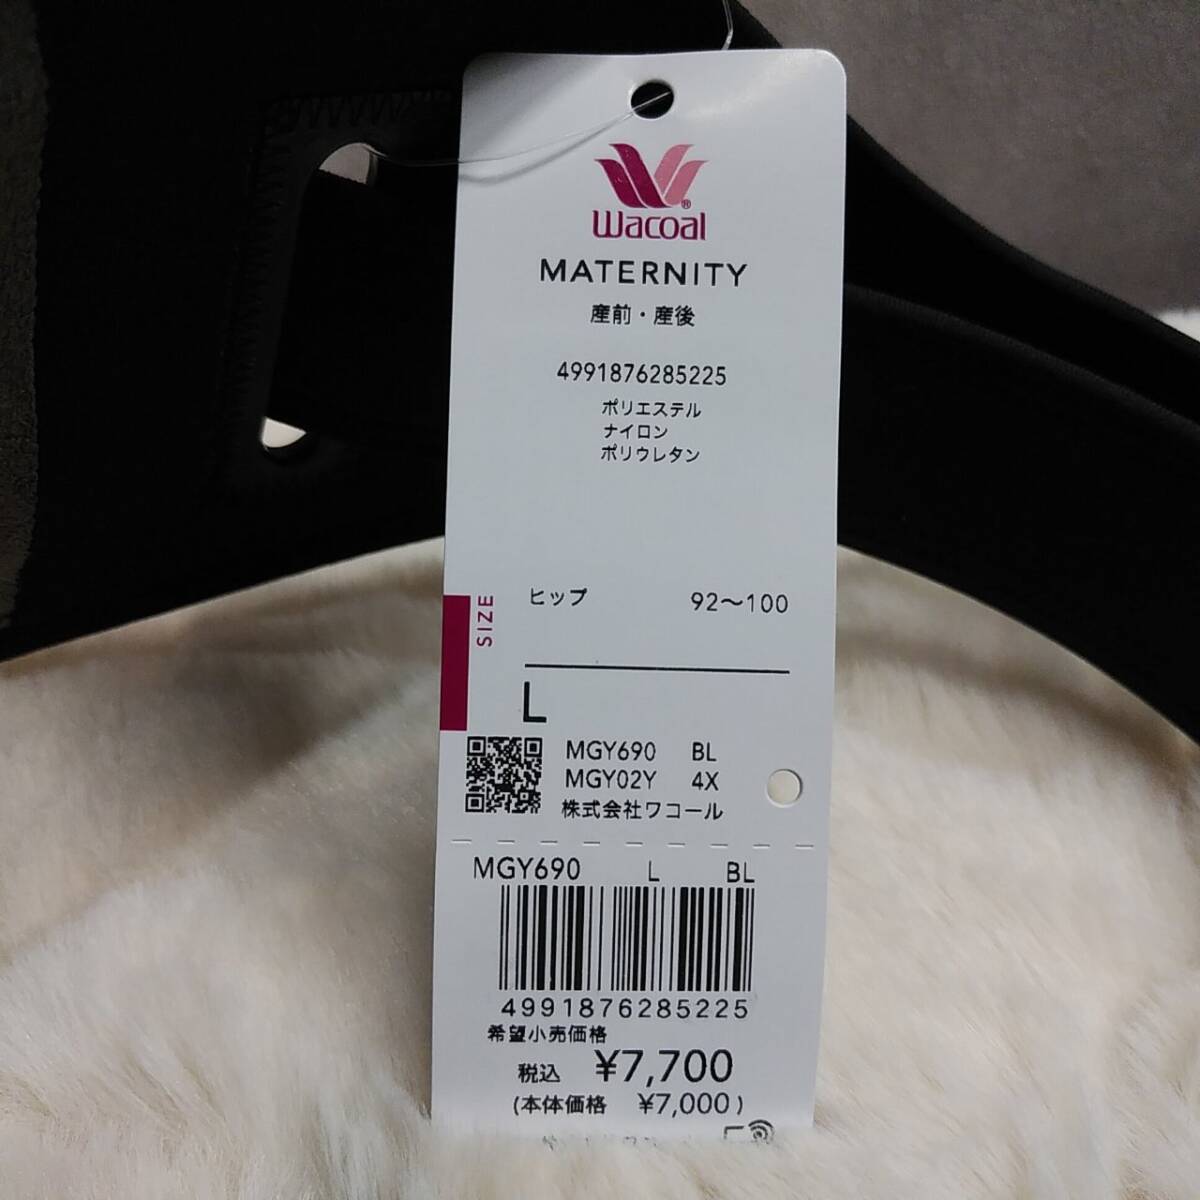 Wacoal®
MATERNITY
産前・産後
4991876285225
ポリエステル
ナイロン
ポリウレタン
SIZE
ヒップ 92〜100
L
MGY690 BL
MGY02Y 4X
株式会社ワコール
MGY690 L BL
4991876285225
希望小売価格
税込 ¥7,700
(本体価格 ¥7,000)